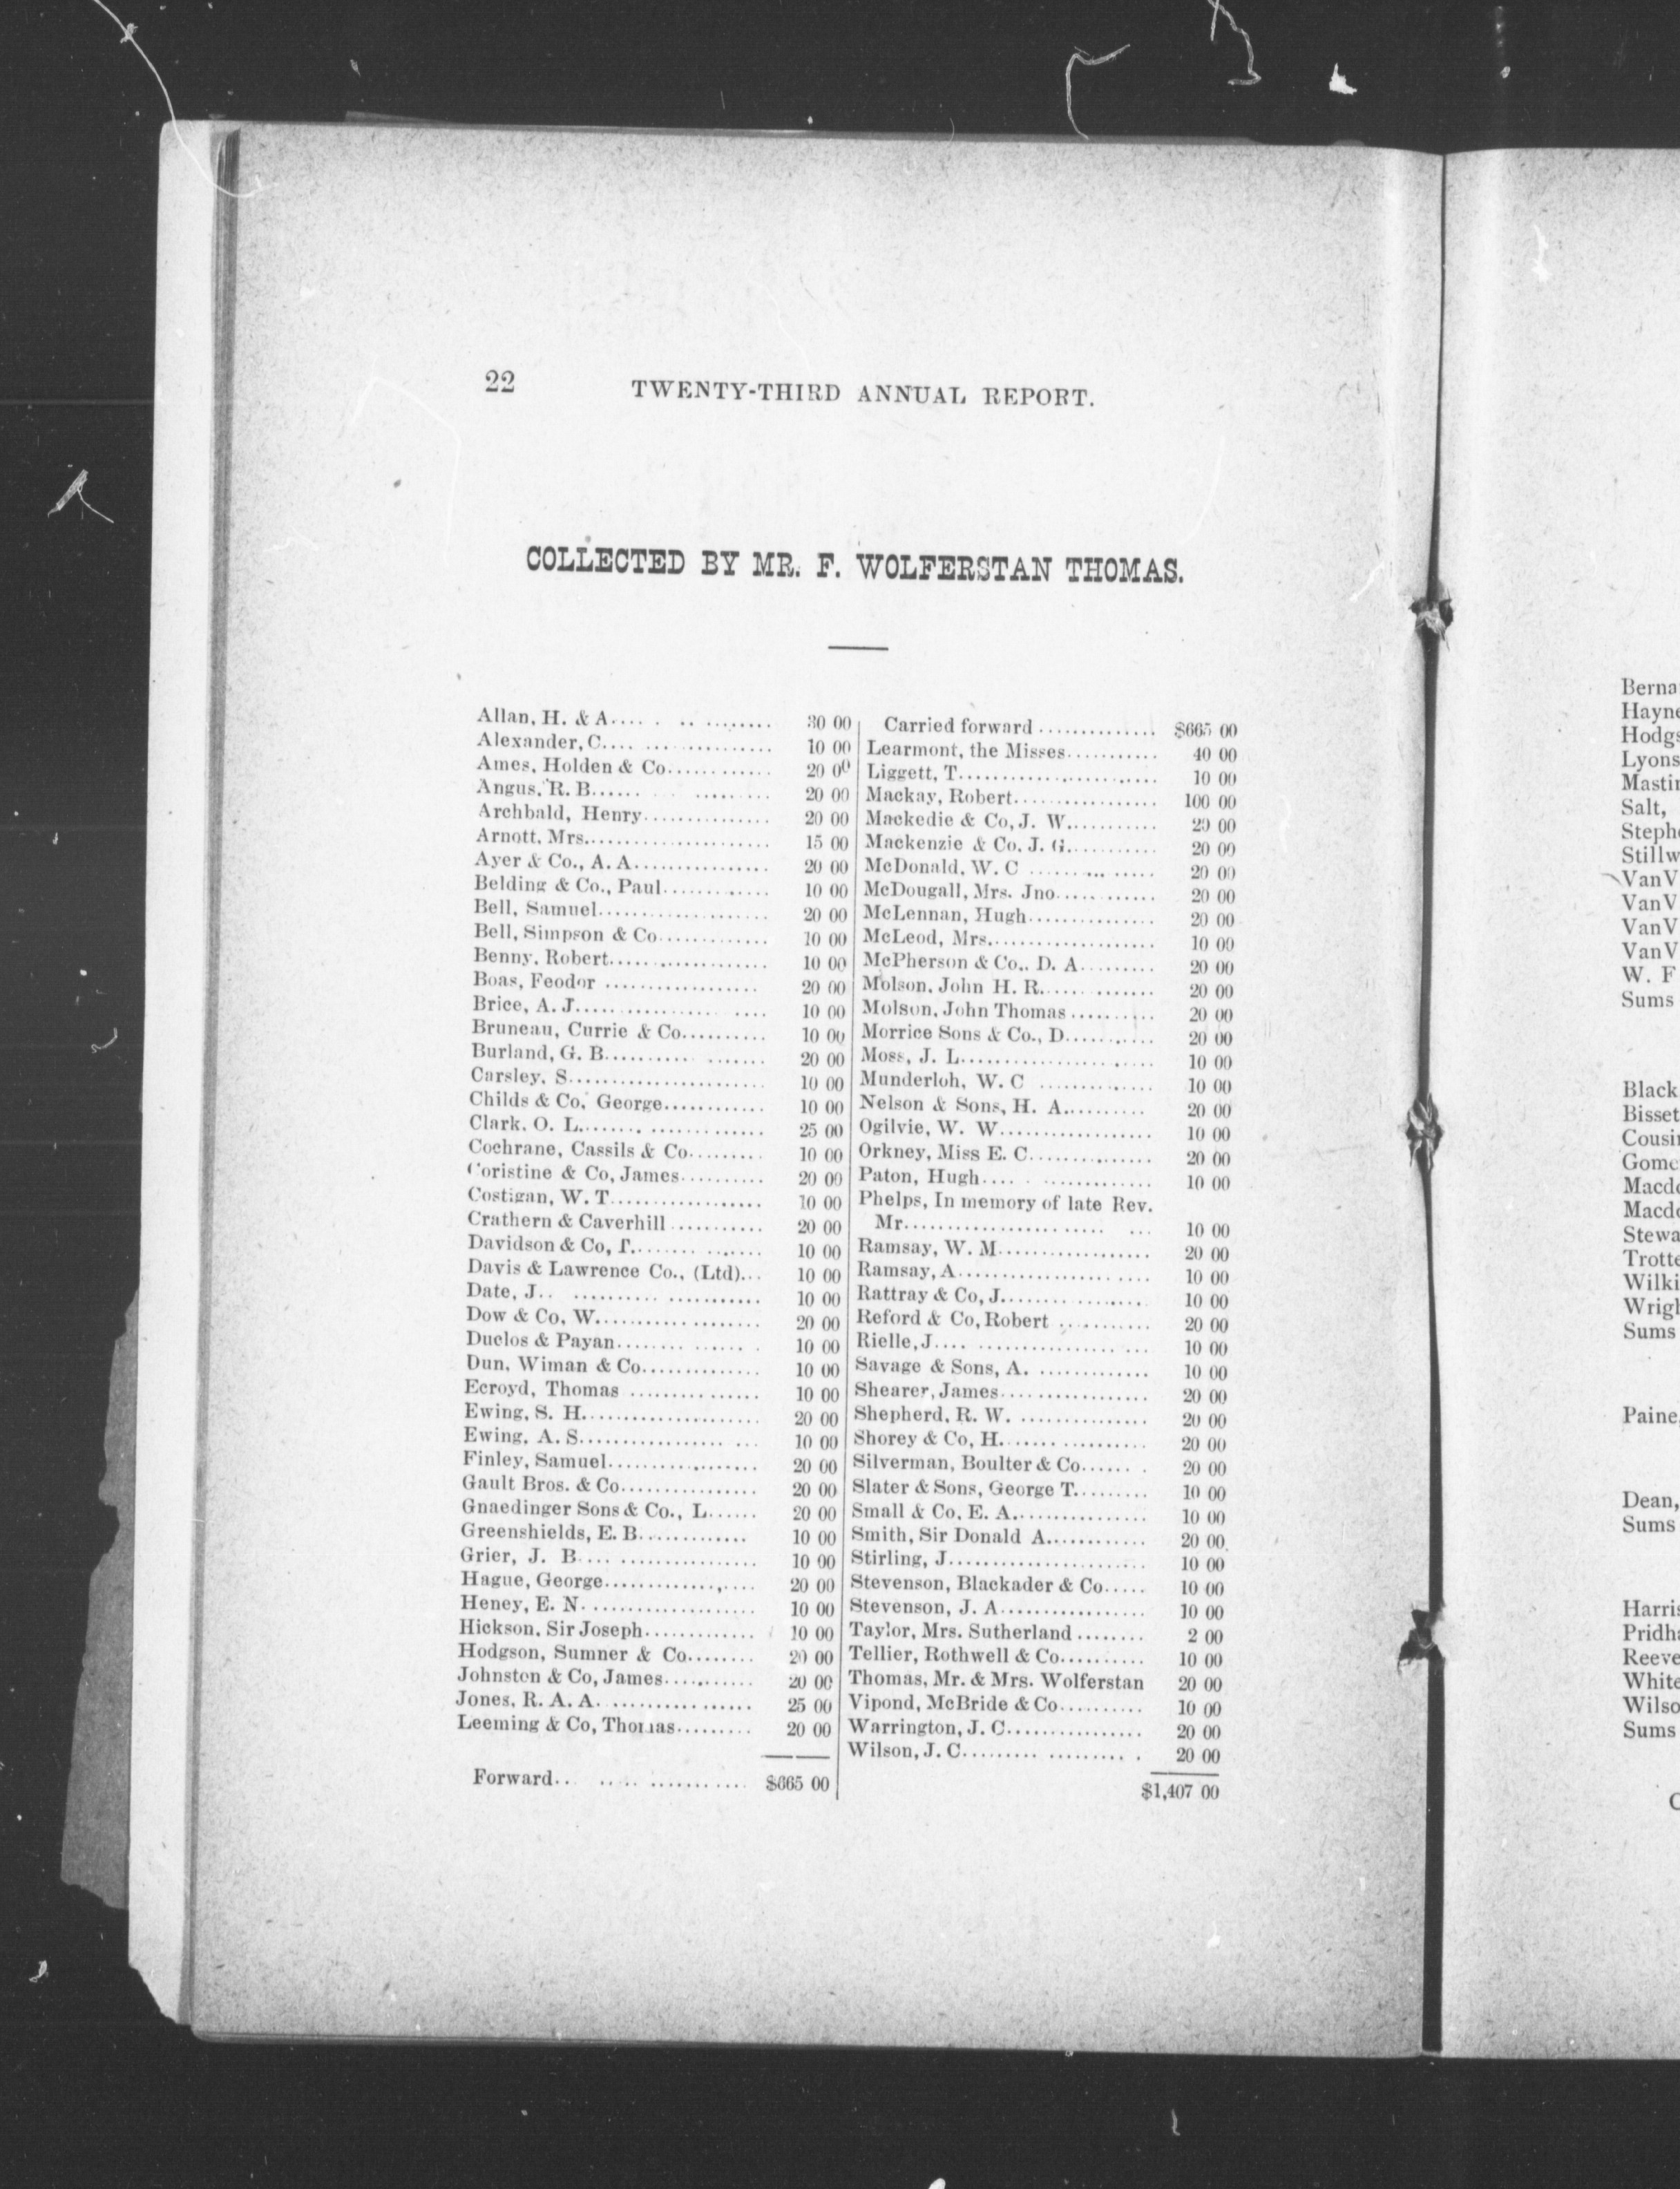 22 TWENTY-THIRD ANNUAL REPORT.
COLLECTED BY MR. F. WOLFERSTAN THOMAS.
Allan, H. & A. 30 00
Alexander, C. 10 00
Ames, Holden & Co. 20 00
Angus, R. B. 20 00
Archbald, Henry 20 00
Arnott, Mrs. 15 00
Ayer & Co., A. A. 20 00
Belding & Co., Paul 10 00
Bell, Samuel 20 00
Bell, Simpson & Co. 10 00
Benny, Robert 10 00
Boas, Feodor 20 00
Brice, A. J. 10 00
Bruneau, Currie & Co. 10 00
Burland, G. B. 20 00
Carsley, S. 10 00
Childs & Co, George 10 00
Clark, O. L. 25 00
Cochrane, Cassils & Co. 10 00
Coristine & Co, James 20 00
Costigan, W. T. 10 00
Crathern & Caverhill 20 00
Davidson & Co, T. 10 00
Davis & Lawrence Co., (Ltd) 10 00
Date, J. 10 00
Dow & Co, W. 20 00
Duclos & Payan 10 00
Dun, Wiman & Co. 10 00
Ecroyd, Thomas 10 00
Ewing, S. H. 20 00
Ewing, A. S. 10 00
Finley, Samuel 20 00
Gault Bros. & Co. 20 00
Gnaedinger Sons & Co., L. 20 00
Greenshields, E. B. 10 00
Grier, J. B. 10 00
Hague, George 20 00
Heney, E. N. 10 00
Hickson, Sir Joseph 10 00
Hodgson, Sumner & Co. 20 00
Johnston & Co, James 20 00
Jones, R. A. A. 25 00
Leeming & Co, Thomas 20 00
Forward $665 00
Carried forward $665 00
Learmont, the Misses 40 00
Liggett, T. 10 00
Mackay, Robert 100 00
Mackedie & Co, J. W. 20 00
Mackenzie & Co. J. G. 20 00
McDonald, W. C 20 00
McDougall, Mrs. Jno. 20 00
McLennan, Hugh 20 00
McLeod, Mrs. 10 00
McPherson & Co., D. A. 20 00
Molson, John H. R. 20 00
Molson, John Thomas 20 00
Morrice Sons & Co., D. 20 00
Moss, J. L. 10 00
Munderloh, W. C 10 00
Nelson & Sons, H. A. 20 00
Ogilvie, W. W. 10 00
Orkney, Miss E. C. 20 00
Paton, Hugh 10 00
Phelps, In memory of late Rev.
Mr. 10 00
Ramsay, W. M. 20 00
Ramsay, A. 10 00
Rattray & Co, J. 10 00
Reford & Co, Robert 20 00
Rielle, J. 10 00
Savage & Sons, A. 10 00
Shearer, James 20 00
Shepherd, R. W. 20 00
Shorey & Co, H. 20 00
Silverman, Boulter & Co. 20 00
Slater & Sons, George T. 10 00
Small & Co, E. A. 10 00
Smith, Sir Donald A. 20 00
Stirling, J. 10 00
Stevenson, Blackader & Co. 10 00
Stevenson, J. A. 10 00
Taylor, Mrs. Sutherland 2 00
Tellier, Rothwell & Co. 10 00
Thomas, Mr. & Mrs. Wolferstan 20 00
Vipond, McBride & Co. 10 00
Warrington, J. C. 20 00
Wilson, J. C. 20 00
$1,407 00
Salt,
VanV
VanV
VanV
VanV
W. F
Sums
Black
Sums
Paine,
Dean,
Sums
White
Sums